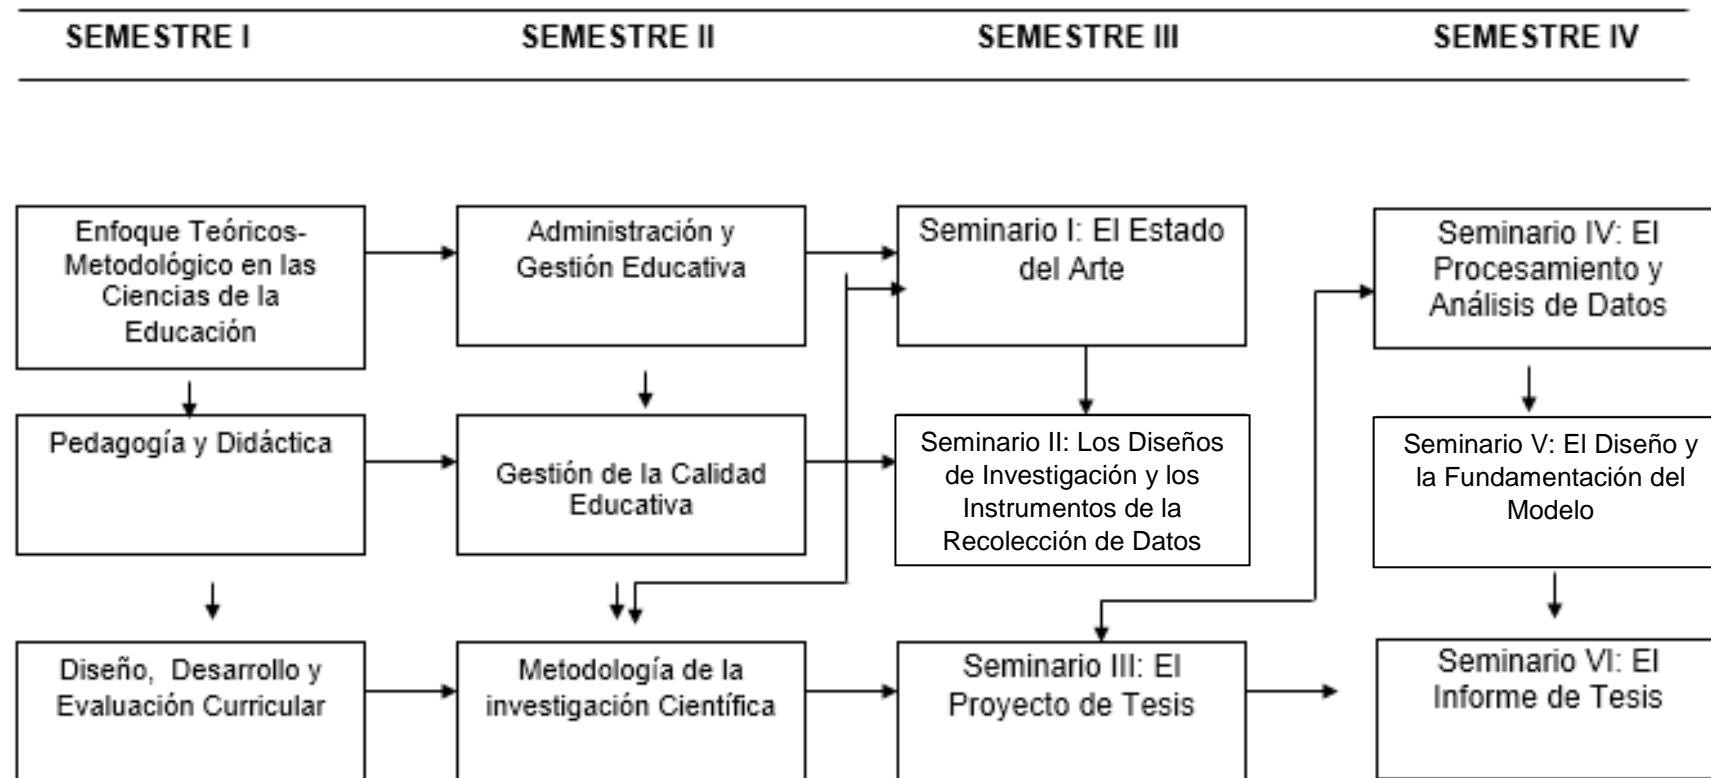 SEMESTRE I
SEMESTRE II
SEMESTRE III
SEMESTRE IV
Enfoque Teóricos-
Metodológico en las
Ciencias de la
Educación
Administración y
Gestión Educativa
Seminario I: El Estado
del Arte
Seminario IV: El
Procesamiento y
Análisis de Datos
Pedagogía y Didáctica
Gestión de la Calidad
Educativa
Seminario II: Los Diseños
de Investigación y los
Instrumentos de la
Recolección de Datos
Seminario V: El Diseño y
la Fundamentación del
Modelo
Diseño, Desarrollo y
Evaluación Curricular
Metodología de la
investigación Científica
Seminario III: El
Proyecto de Tesis
Seminario VI: El
Informe de Tesis